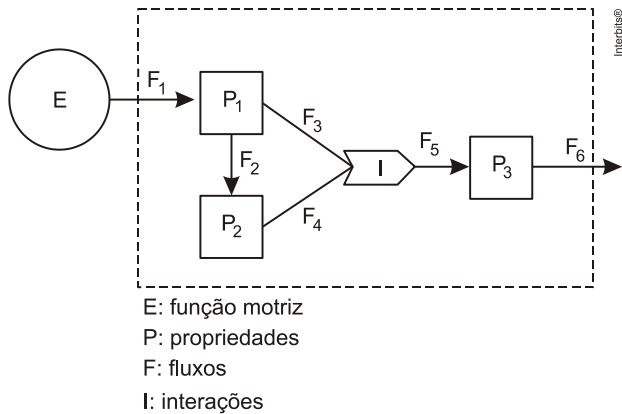 Interbits®
E
F₁
P₁
F₃
F₂
P₂
F₄
I
F₅
P₃
F₆
E: função motriz
P: propriedades
F: fluxos
I: interações